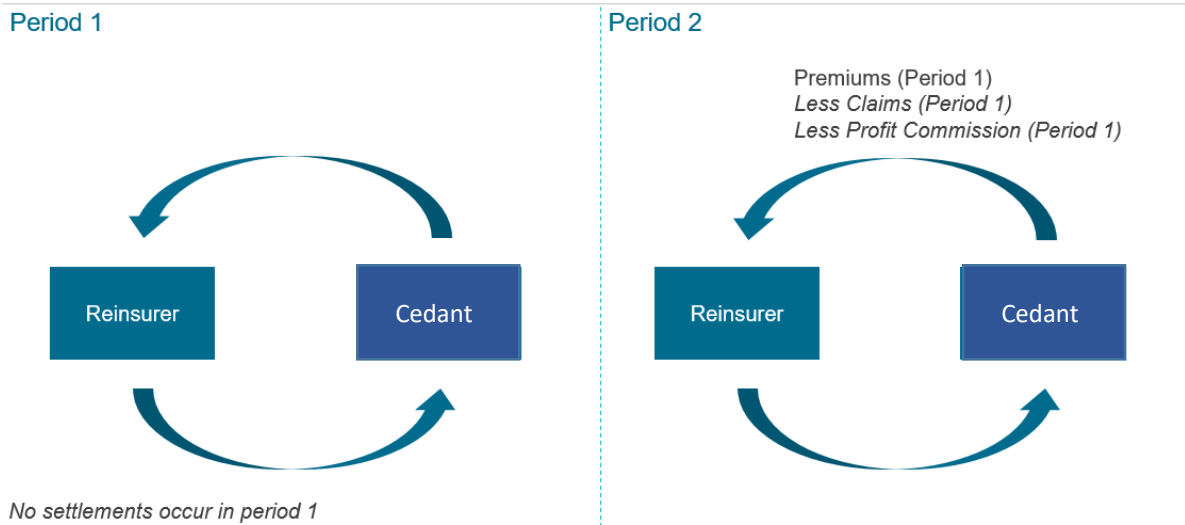 Period 1
Reinsurer
Cedant
No settlements occur in period 1
Period 2
Premiums (Period 1)
Less Claims (Period 1)
Less Profit Commission (Period 1)
Reinsurer
Cedant